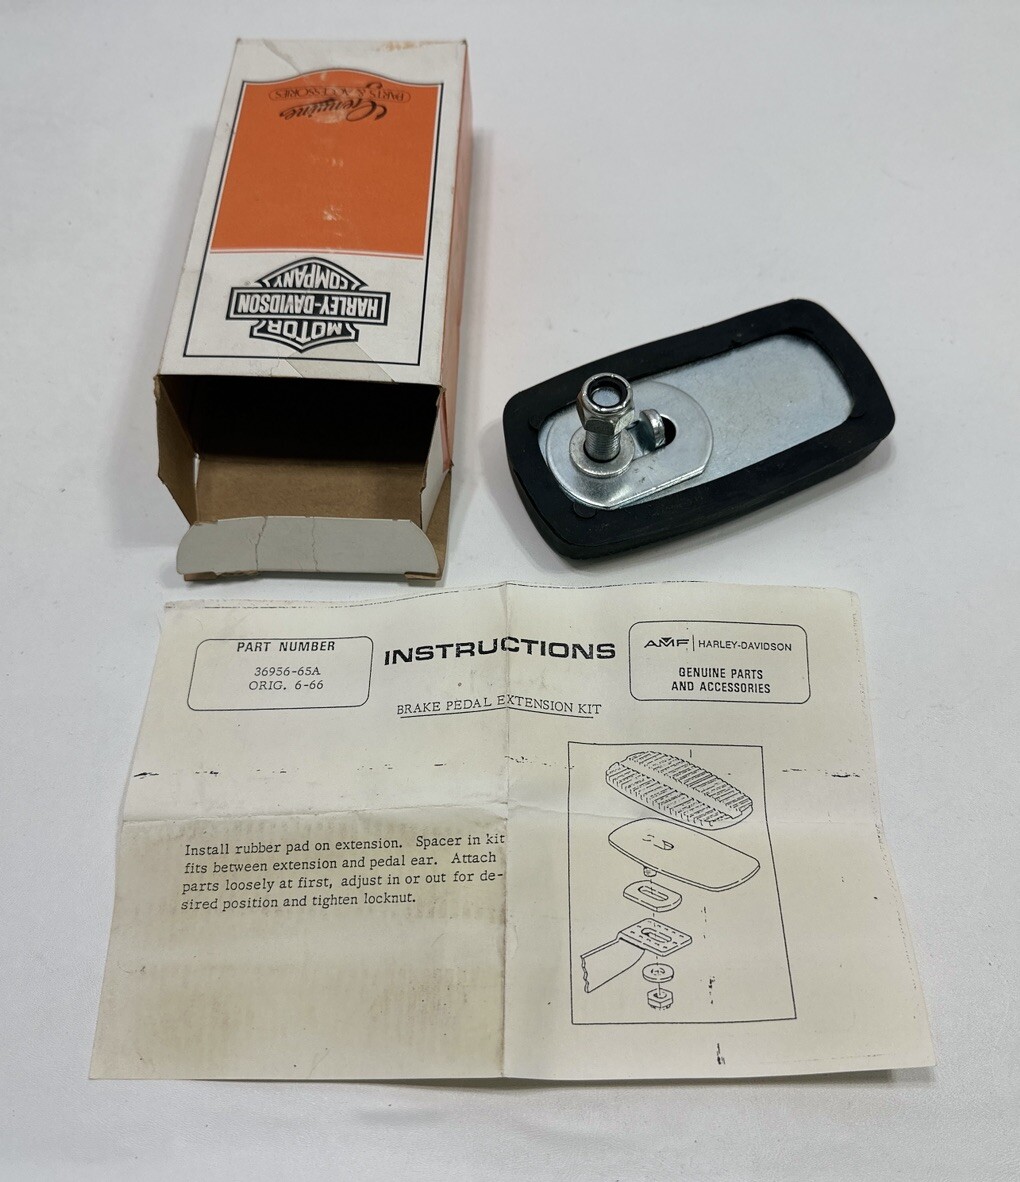 Genuine
PARTS & ACCESSORIES
MOTOR
HARLEY-DAVIDSON
COMPANY
PART NUMBER
36956-65A
ORIG. 6-66
INSTRUCTIONS
BRAKE PEDAL EXTENSION KIT
AMF | HARLEY-DAVIDSON
GENUINE PARTS
AND ACCESSORIES
Install rubber pad on extension. Spacer in kit
fits between extension and pedal ear. Attach
parts loosely at first, adjust in or out for de-
sired position and tighten locknut.